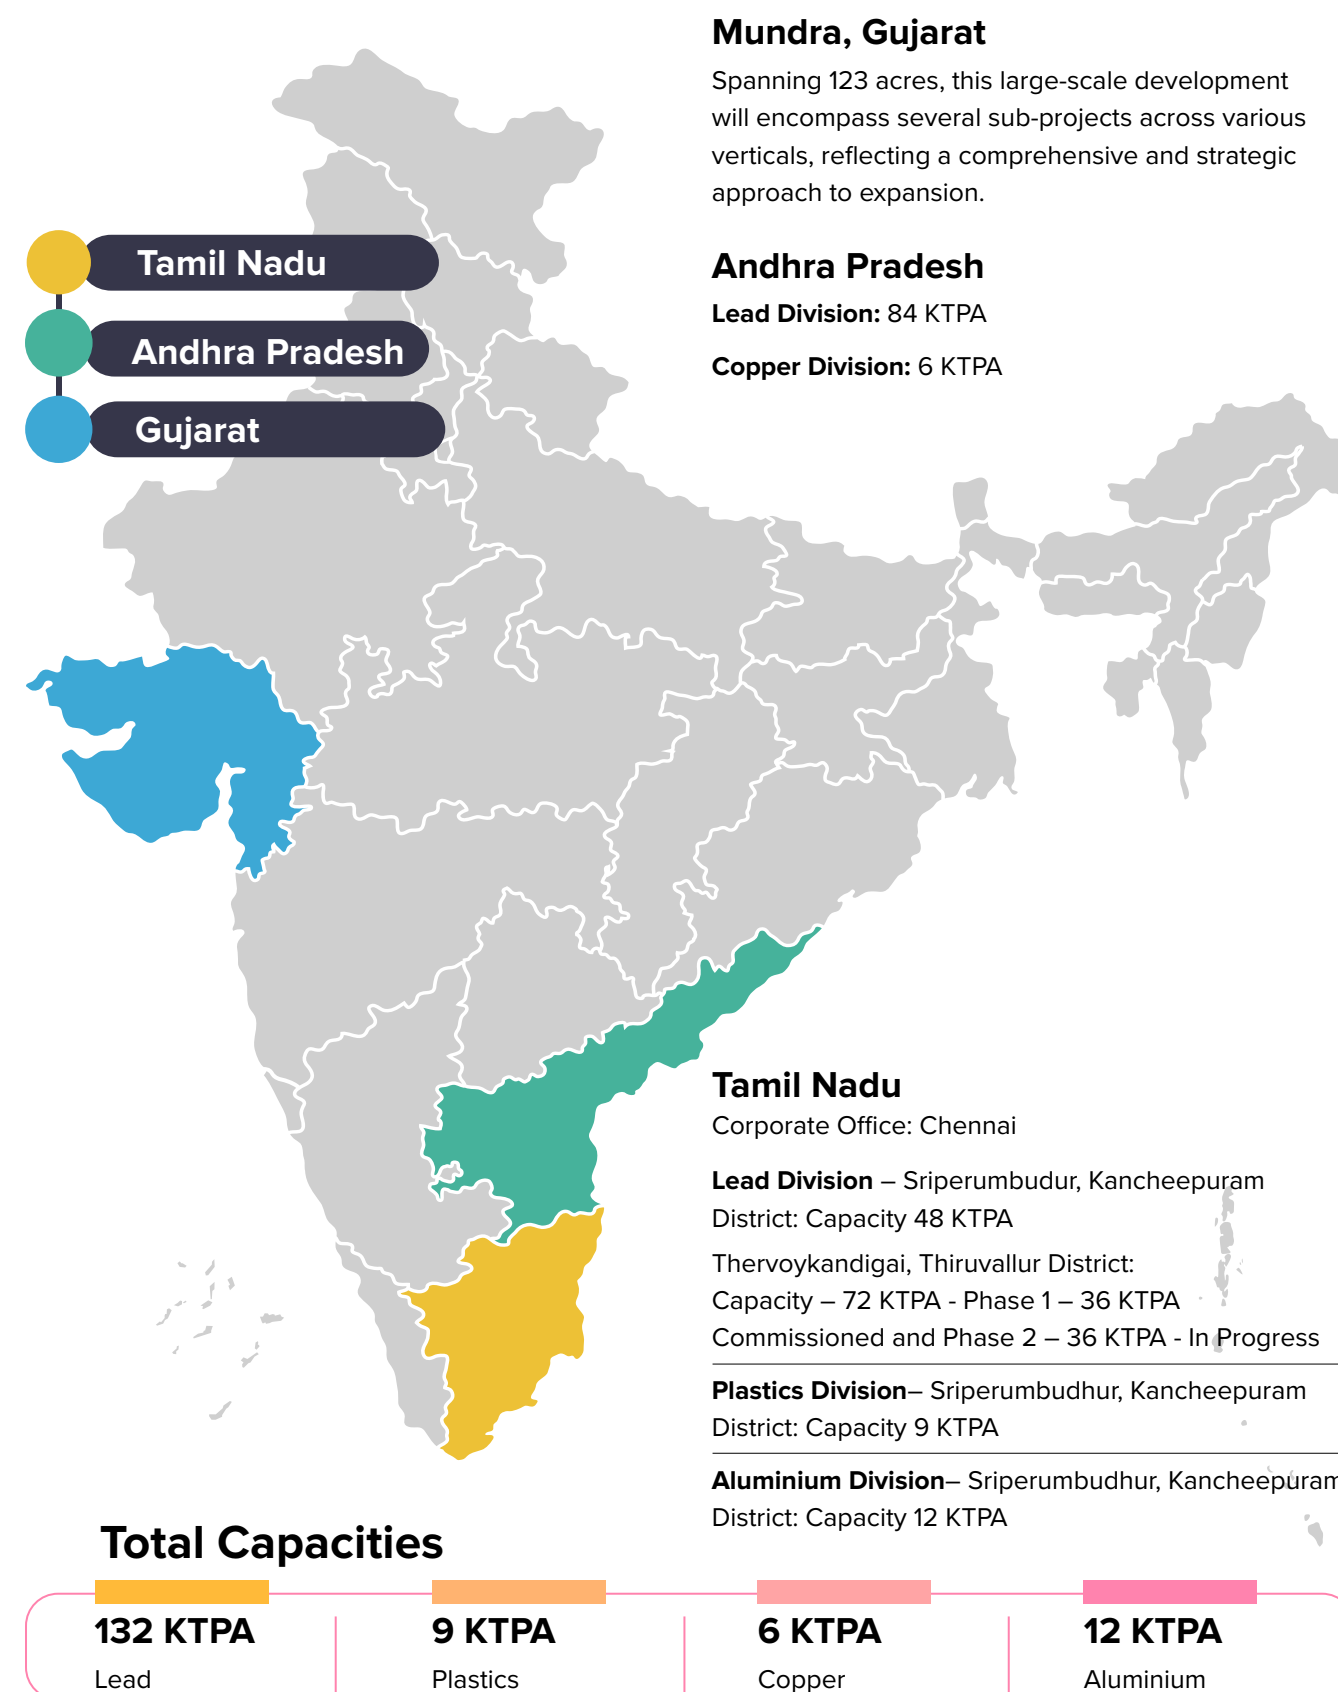 Mundra, Gujarat
Spanning 123 acres, this large-scale development
will encompass several sub-projects across various
verticals, reflecting a comprehensive and strategic
approach to expansion.
Tamil Nadu
Andhra Pradesh
Gujarat
Andhra Pradesh
Lead Division: 84 KTPA
Copper Division: 6 KTPA
Tamil Nadu
Corporate Office: Chennai
Lead Division – Sriperumbudur, Kancheepuram
District: Capacity 48 KTPA
Thervoykandigai, Thiruvallur District:
Capacity – 72 KTPA - Phase 1 – 36 KTPA
Commissioned and Phase 2 – 36 KTPA - In Progress
Plastics Division– Sriperumbudhur, Kancheepuram
District: Capacity 9 KTPA
Aluminium Division– Sriperumbudhur, Kancheepuram
District: Capacity 12 KTPA
Total Capacities
132 KTPA
Lead
9 KTPA
Plastics
6 KTPA
Copper
12 KTPA
Aluminium